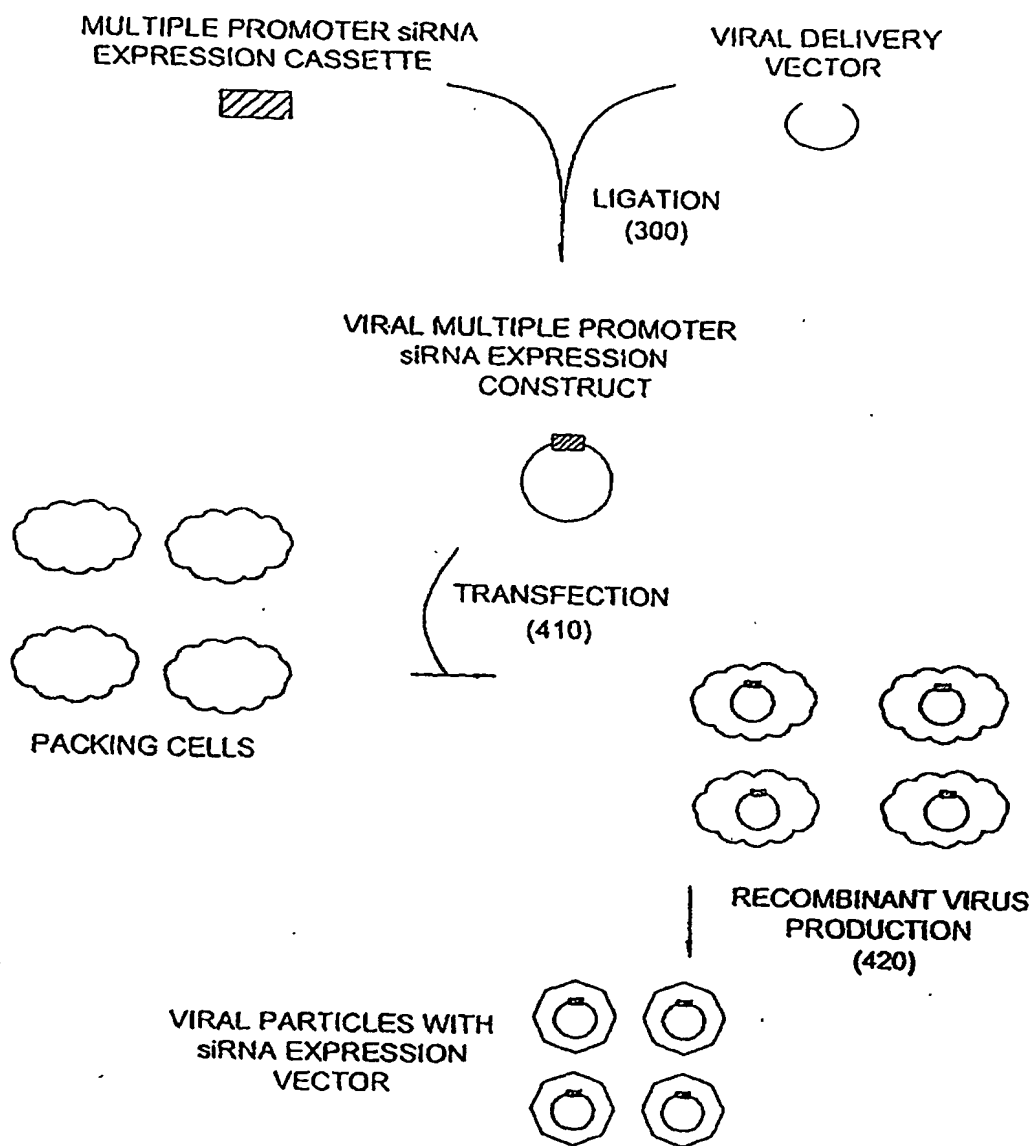 MULTIPLE PROMOTER siRNA
EXPRESSION CASSETTE
VIRAL DELIVERY
VECTOR
LIGATION
(300)
VIRAL MULTIPLE PROMOTER
siRNA EXPRESSION
CONSTRUCT
TRANSFECTION
(410)
PACKING CELLS
RECOMBINANT VIRUS
PRODUCTION
(420)
VIRAL PARTICLES WITH
siRNA EXPRESSION
VECTOR